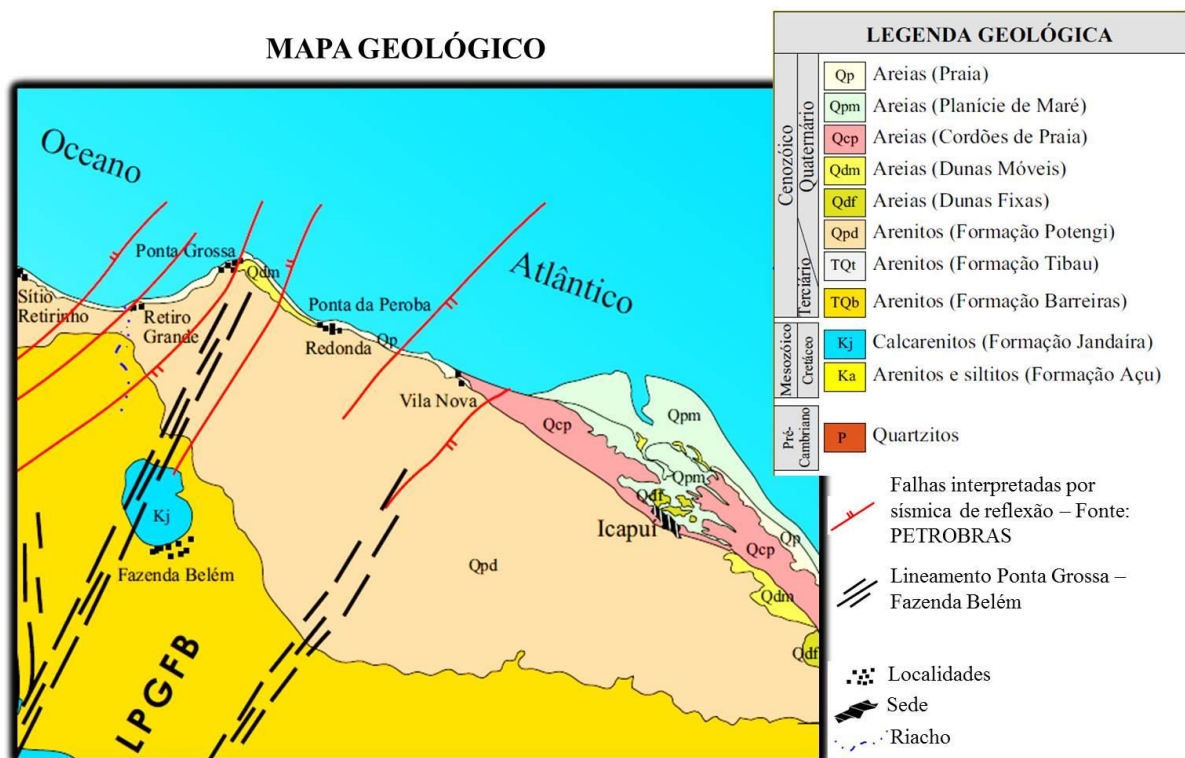 MAPA GEOLÓGICO
Oceano
Atlântico
Ponta Grossa
Qdm
Sítio
Retirinho
Retiro
Grande
Ponta da Peroba
Qp
Redonda
Vila Nova
Qcp
Qpm
Qpm
Qdf
Icapuí
Qcp
Qp
Qdm
Qdf
Kj
Fazenda Belém
Qpd
LPGFB
LEGENDA GEOLÓGICA
Cenozóico
Quaternário
Terciário
Qp Areias (Praia)
Qpm Areias (Planície de Maré)
Qcp Areias (Cordões de Praia)
Qdm Areias (Dunas Móveis)
Qdf Areias (Dunas Fixas)
Qpd Arenitos (Formação Potengi)
TQt Arenitos (Formação Tibau)
TQb Arenitos (Formação Barreiras)
Mesozóico
Cretáceo
Kj Calcarenitos (Formação Jandaíra)
Ka Arenitos e siltitos (Formação Açu)
Pré-
Cambriano
P Quartzitos
Falhas interpretadas por
sísmica de reflexão – Fonte:
PETROBRAS
Lineamento Ponta Grossa –
Fazenda Belém
Localidades
Sede
Riacho